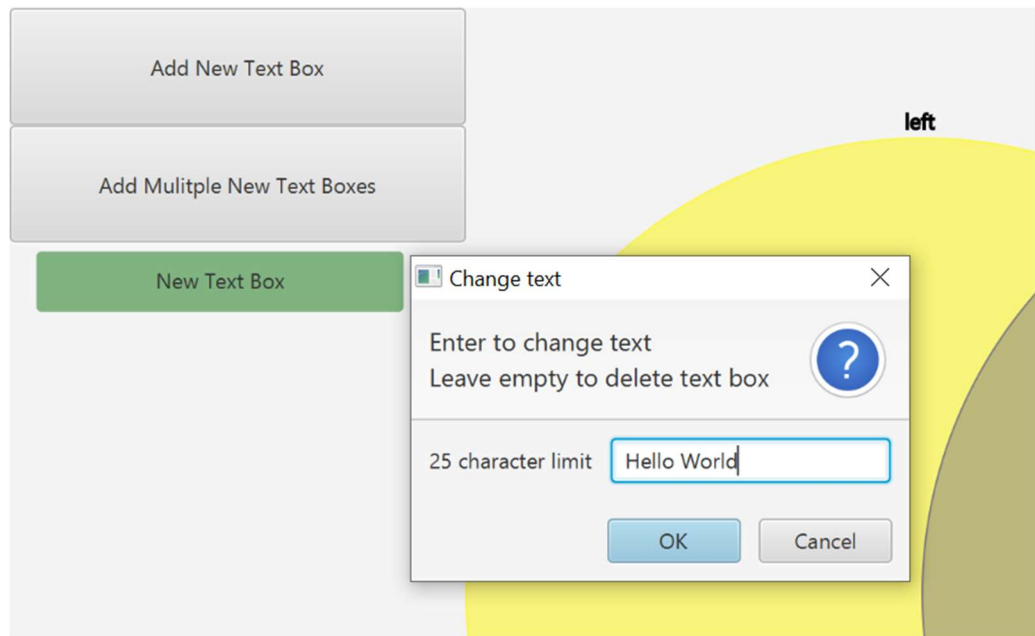 Add New Text Box
left
Add Mulitple New Text Boxes
New Text Box
Change text
Enter to change text
Leave empty to delete text box
?
25 character limit
Hello World
OK
Cancel